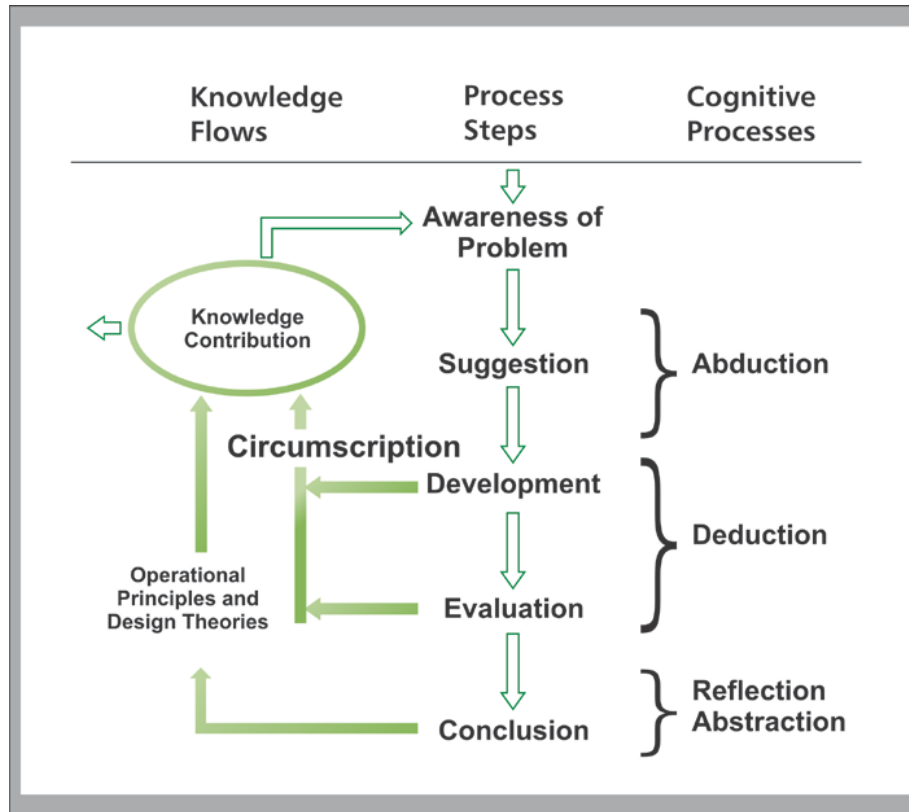 Knowledge
Flows
Process
Steps
Cognitive
Processes
Awareness of
Problem
Knowledge
Contribution
Suggestion
Abduction
Circumscription
Development
Deduction
Operational
Principles and
Design Theories
Evaluation
Conclusion
Reflection
Abstraction